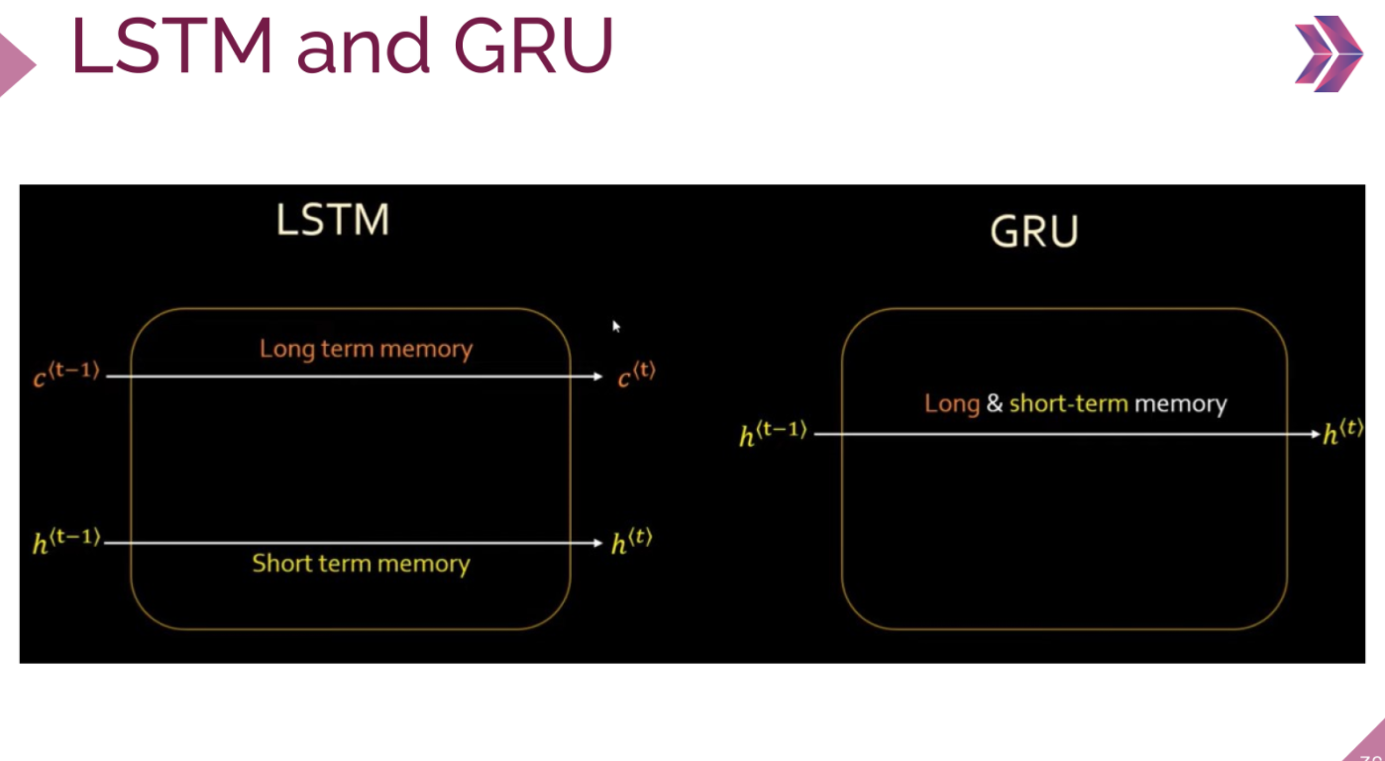 LSTM and GRU
LSTM
GRU
Long term memory
c⟨t−1⟩
c⟨t⟩
Long & short-term memory
h⟨t−1⟩
h⟨t⟩
h⟨t−1⟩
h⟨t⟩
Short term memory